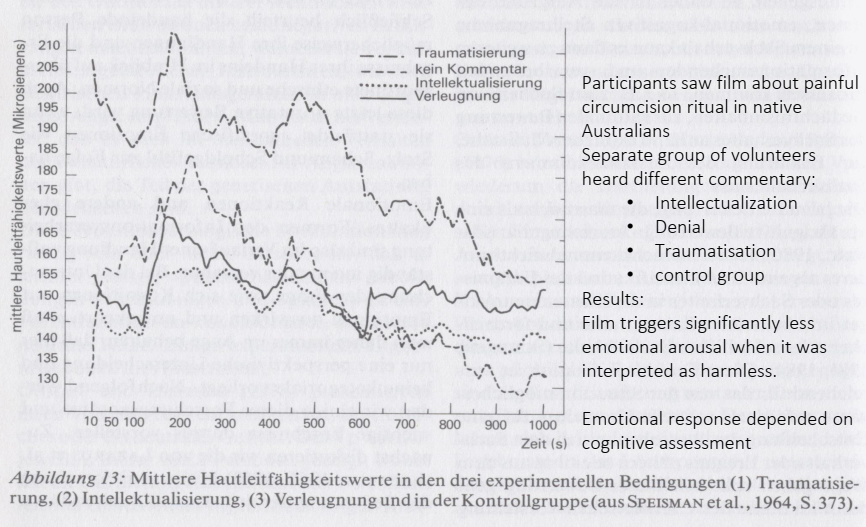 mittlere Hautleitfähigkeitswerte (Mikrosiemens)
210
205
200
195
190
185
180
175
170
165
160
155
150
145
140
135
130
10 50 100 200 300 400 500 600 700 800 900 1000
Zeit (s)
Traumatisierung
kein Kommentar
Intellektualisierung
Verleugnung
Participants saw film about painful
circumcision ritual in native
Australians
Seperate group of volunteers
heard different commentary:
• Intellectualization
• Denial
• Traumatisation
• control group
Results:
Film triggers significantly less
emotional arousal when it was
interpreted as harmless.
Emotional response depended on
cognitive assessment
Abbildung 13: Mittlere Hautleitfähigkeitswerte in den drei experimentellen Bedingungen (1) Traumatisie-
rung, (2) Intellektualisierung, (3) Verleugnung und in der Kontrollgruppe (aus SPEISMAN et al., 1964, S. 373).